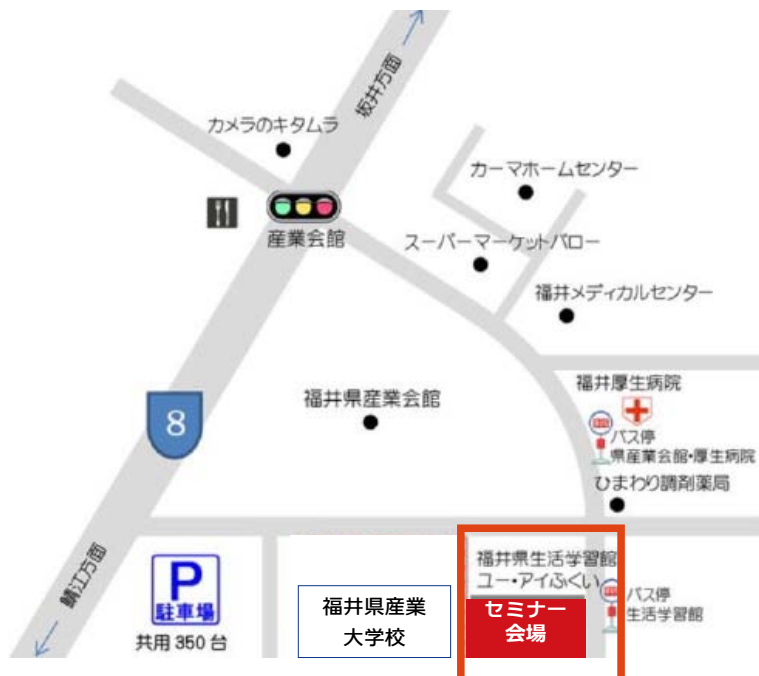 坂井方面
カメラのキタムラ
カーマホームセンター
産業会館
スーパーマーケットバロー
福井メディカルセンター
福井厚生病院
福井県産業会館
8
バス停
県産業会館・厚生病院
ひまわり調剤薬局
鯖江方面
P
駐車場
共用 350 台
福井県産業
大学校
福井県生活学習館
ユー・アイふくい
セミナー
会場
バス停
生活学習館